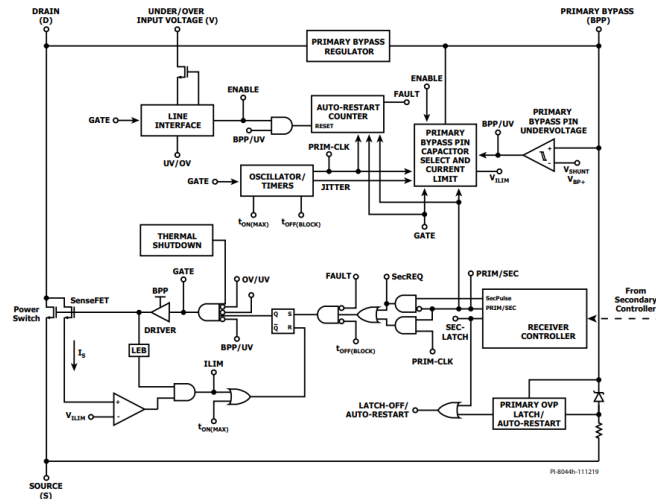 DRAIN
(D)
UNDER/OVER
INPUT VOLTAGE (V)
PRIMARY BYPASS
(BPP)
PRIMARY BYPASS
REGULATOR
ENABLE
FAULT
ENABLE
AUTO-RESTART
COUNTER
RESET
GATE
LINE
INTERFACE
BPP/UV
UV/OV
PRIMARY
BYPASS PIN
UNDERVOLTAGE
BPP/UV
PRIMARY
BYPASS PIN
CAPACITOR
SELECT AND
CURRENT
LIMIT
+
-
VSHUNT
VBP+
VILIM
PRIM-CLK
GATE
OSCILLATOR/
TIMERS
JITTER
tON(MAX)
tOFF(BLOCK)
GATE
THERMAL
SHUTDOWN
GATE
OV/UV
FAULT
SecREQ
PRIM/SEC
From
Secondary
Controller
Power
Switch
SenseFET
BPP
DRIVER
BPP/UV
Q
S
Q
R
tOFF(BLOCK)
PRIM-CLK
SecPulse
PRIM/SEC
SEC-
LATCH
RECEIVER
CONTROLLER
LEB
IS
ILIM
+
-
VILIM
tON(MAX)
LATCH-OFF/
AUTO-RESTART
PRIMARY OVP
LATCH/
AUTO-RESTART
SOURCE
(S)
PI-8044h-111219